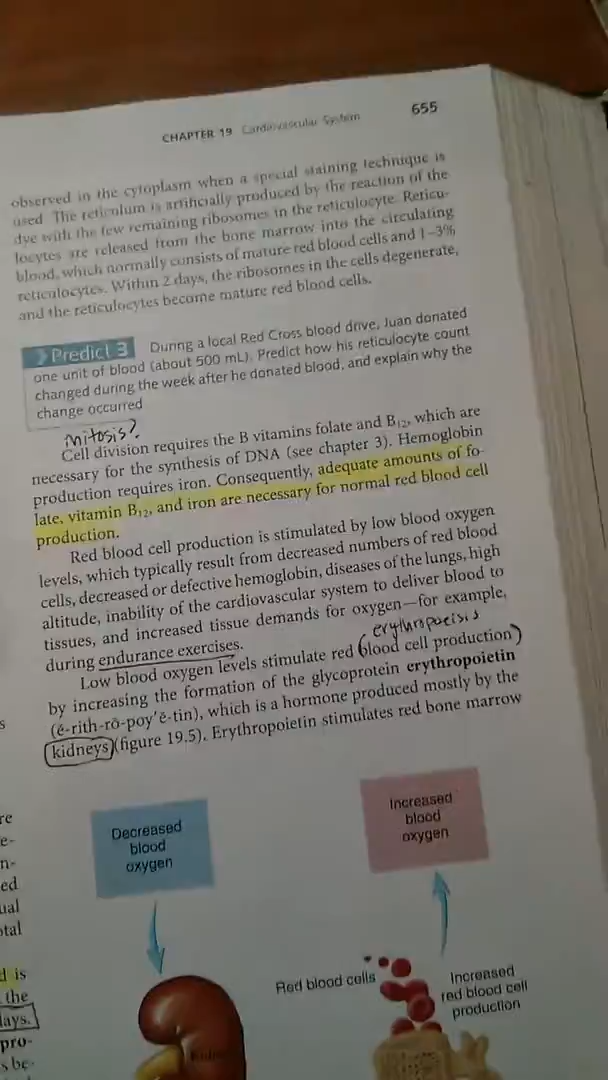 CHAPTER 19 Cardiovascular System 655
observed in the cytoplasm when a special staining technique is
used. The reticulum is artificially produced by the reaction of the
dye with the few remaining ribosomes in the reticulocyte. Reticu-
locytes are released from the bone marrow into the circulating
blood, which normally consists of mature red blood cells and 1–3%
reticulocytes. Within 2 days, the ribosomes in the cells degenerate,
and the reticulocytes become mature red blood cells.
Predict 3 During a local Red Cross blood drive, Juan donated
one unit of blood (about 500 mL). Predict how his reticulocyte count
changed during the week after he donated blood, and explain why the
change occurred
mitosis?
Cell division requires the B vitamins folate and B12, which are
necessary for the synthesis of DNA (see chapter 3). Hemoglobin
production requires iron. Consequently, adequate amounts of fo-
late, vitamin B12, and iron are necessary for normal red blood cell
production.
Red blood cell production is stimulated by low blood oxygen
levels, which typically result from decreased numbers of red blood
cells, decreased or defective hemoglobin, diseases of the lungs, high
altitude, inability of the cardiovascular system to deliver blood to
tissues, and increased tissue demands for oxygen—for example,
during endurance exercises.
erythropoeisis
Low blood oxygen levels stimulate red (blood cell production)
by increasing the formation of the glycoprotein erythropoietin
(ĕ-rith-rō-poy'ĕ-tin), which is a hormone produced mostly by the
kidneys (figure 19.5). Erythropoietin stimulates red bone marrow
s
re
e-
n-
ed
ual
otal
d is
the
days.
pro-
s be-
Decreased
blood
oxygen
Increased
blood
oxygen
Red blood cells
Increased
red blood cell
production
Kidney